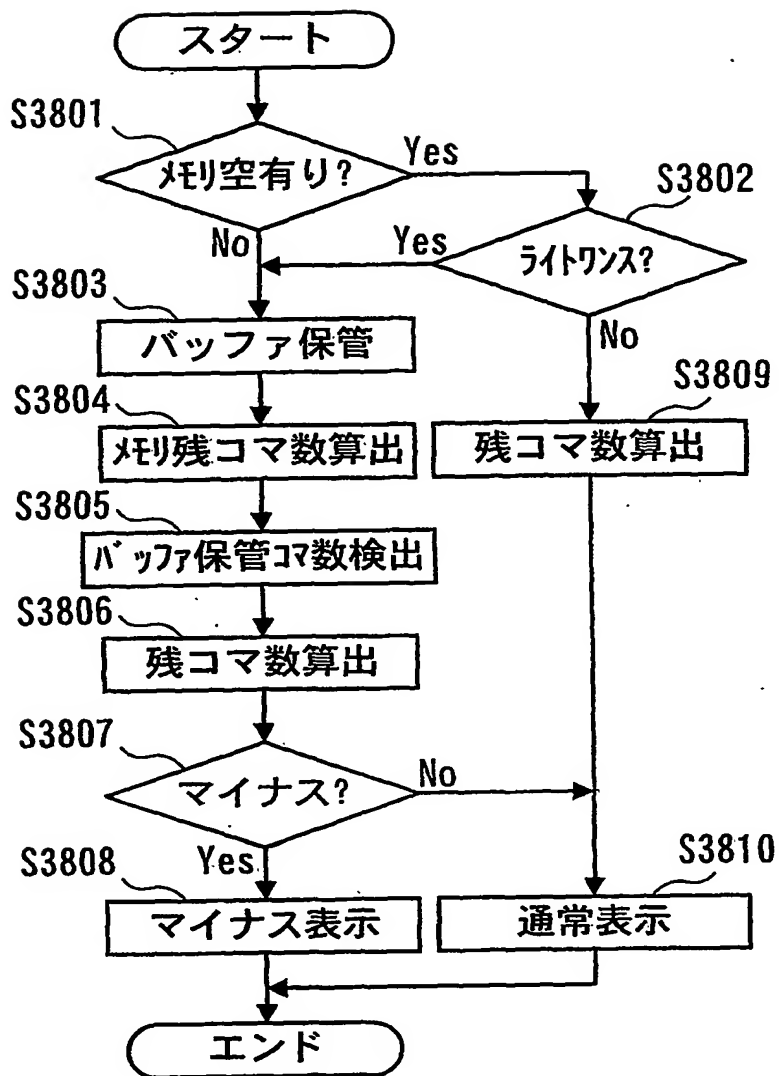 スタート
S3801
メモリ空有り?
Yes
S3802
No
Yes
ライトワンス?
S3803
バッファ保管
No
S3804
メモリ残コマ数算出
S3809
残コマ数算出
S3805
バッファ保管コマ数検出
S3806
残コマ数算出
S3807
マイナス?
No
S3808
Yes
マイナス表示
S3810
通常表示
エンド